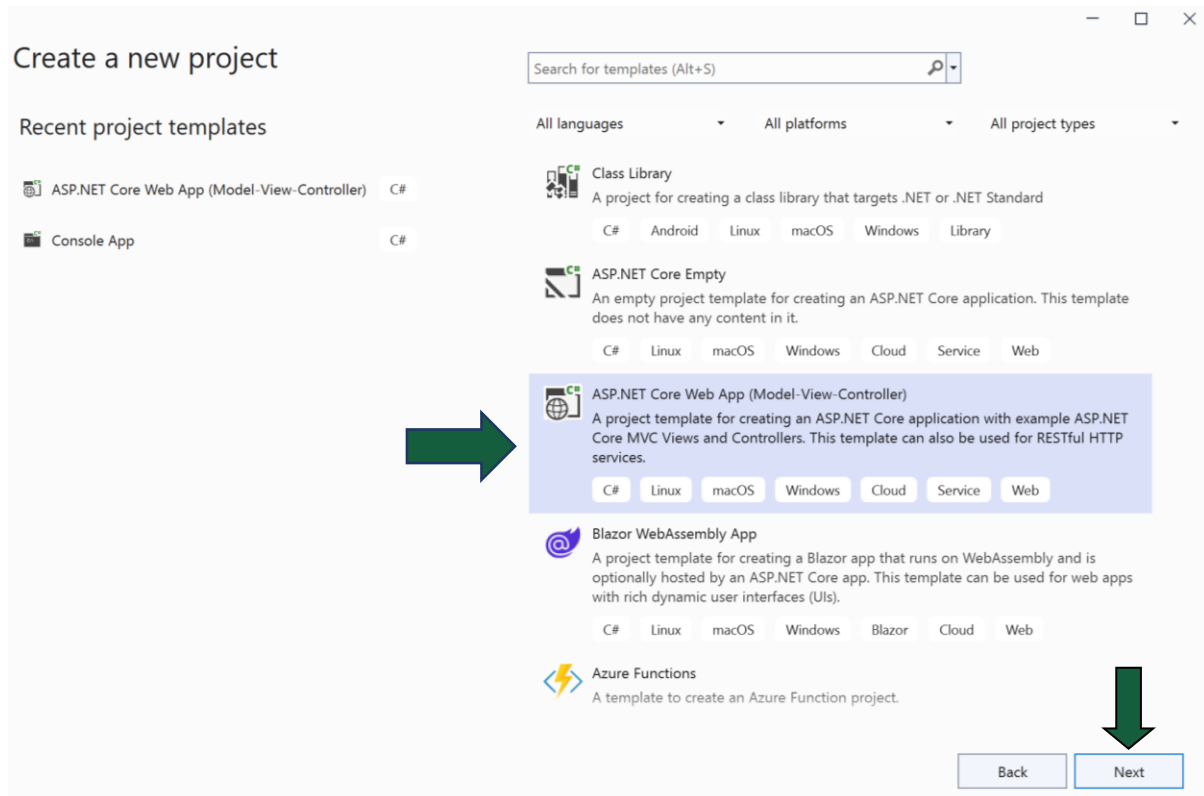 Create a new project
Search for templates (Alt+S)
Recent project templates
All languages
All platforms
All project types
ASP.NET Core Web App (Model-View-Controller) C#
Console App C#
C#
Class Library
A project for creating a class library that targets .NET or .NET Standard
C# Android Linux macOS Windows Library
C#
ASP.NET Core Empty
An empty project template for creating an ASP.NET Core application. This template
does not have any content in it.
C# Linux macOS Windows Cloud Service Web
C#
ASP.NET Core Web App (Model-View-Controller)
A project template for creating an ASP.NET Core application with example ASP.NET
Core MVC Views and Controllers. This template can also be used for RESTful HTTP
services.
C# Linux macOS Windows Cloud Service Web
@
Blazor WebAssembly App
A project template for creating a Blazor app that runs on WebAssembly and is
optionally hosted by an ASP.NET Core app. This template can be used for web apps
with rich dynamic user interfaces (UIs).
C# Linux macOS Windows Blazor Cloud Web
Azure Functions
A template to create an Azure Function project.
Back
Next